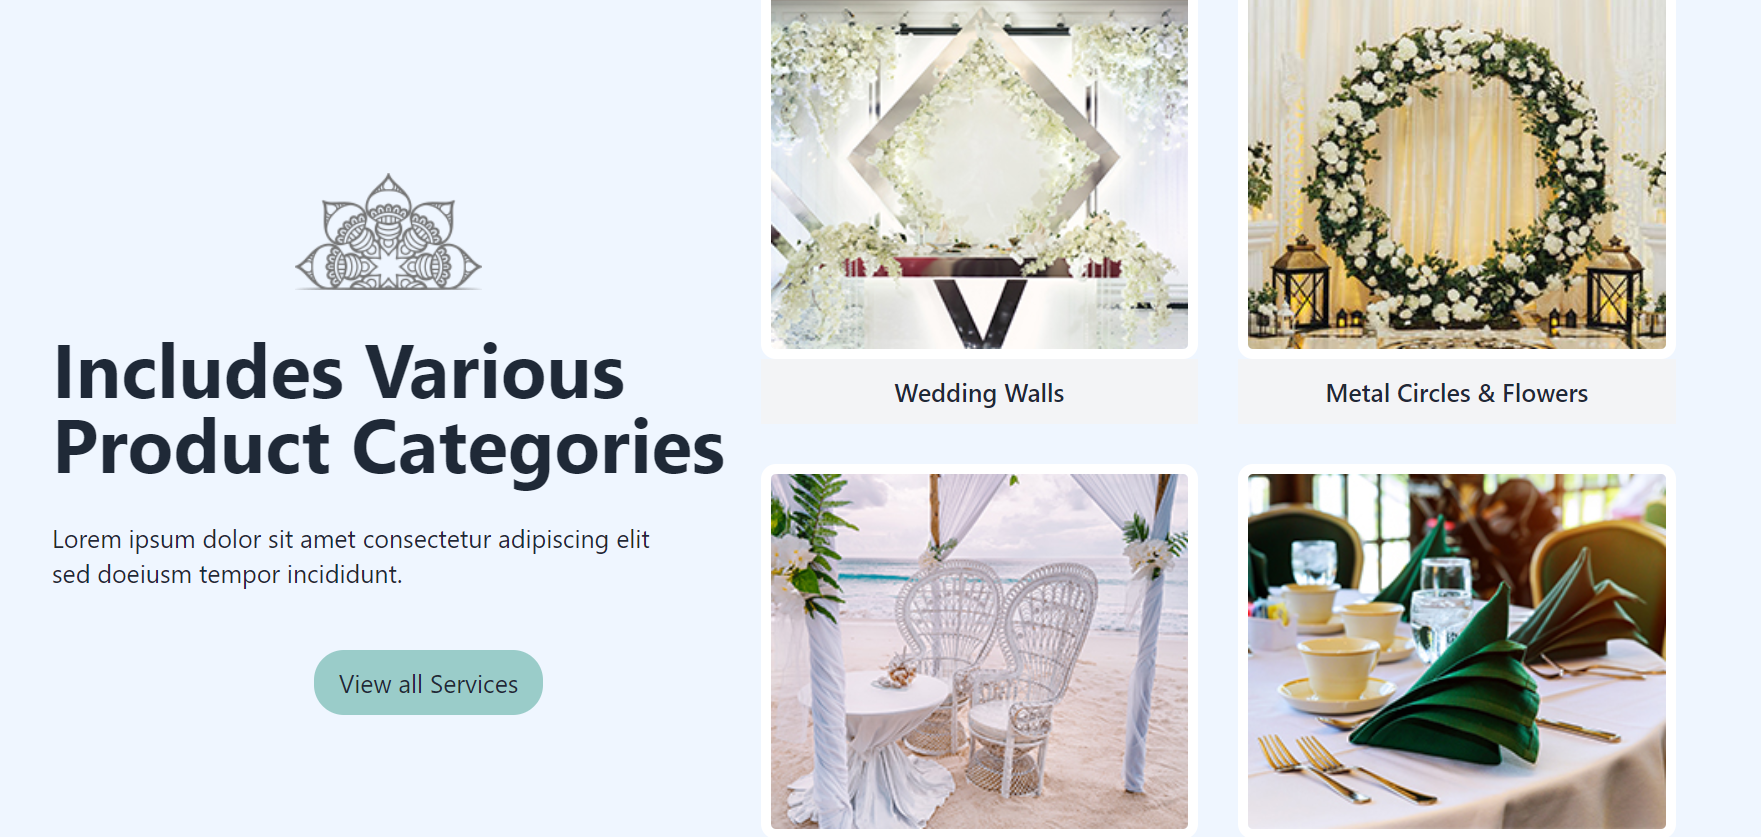 Includes Various
Product Categories
Lorem ipsum dolor sit amet consectetur adipiscing elit
sed doeiusm tempor incididunt.
View all Services
Wedding Walls
Metal Circles & Flowers